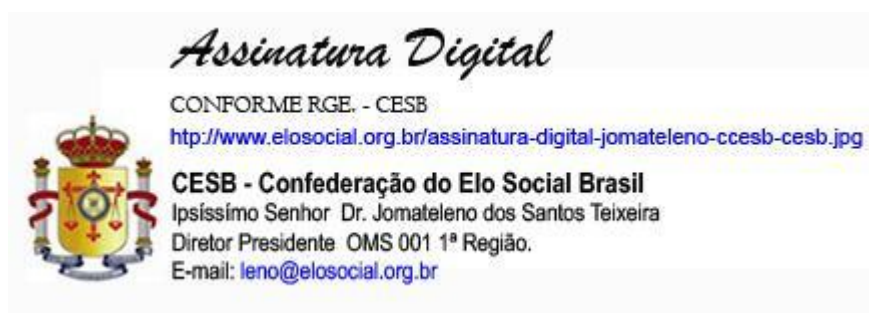 Assinatura Digital
CONFORME RGE. - CESB
htp://www.elosocial.org.br/assinatura-digital-jomateleno-ccesb-cesb.jpg
CESB - Confederação do Elo Social Brasil
Ipsíssímo Senhor Dr. Jomateleno dos Santos Teixeira
Diretor Presidente OMS 001 1ª Região.
E-mail: leno@elosocial.org.br